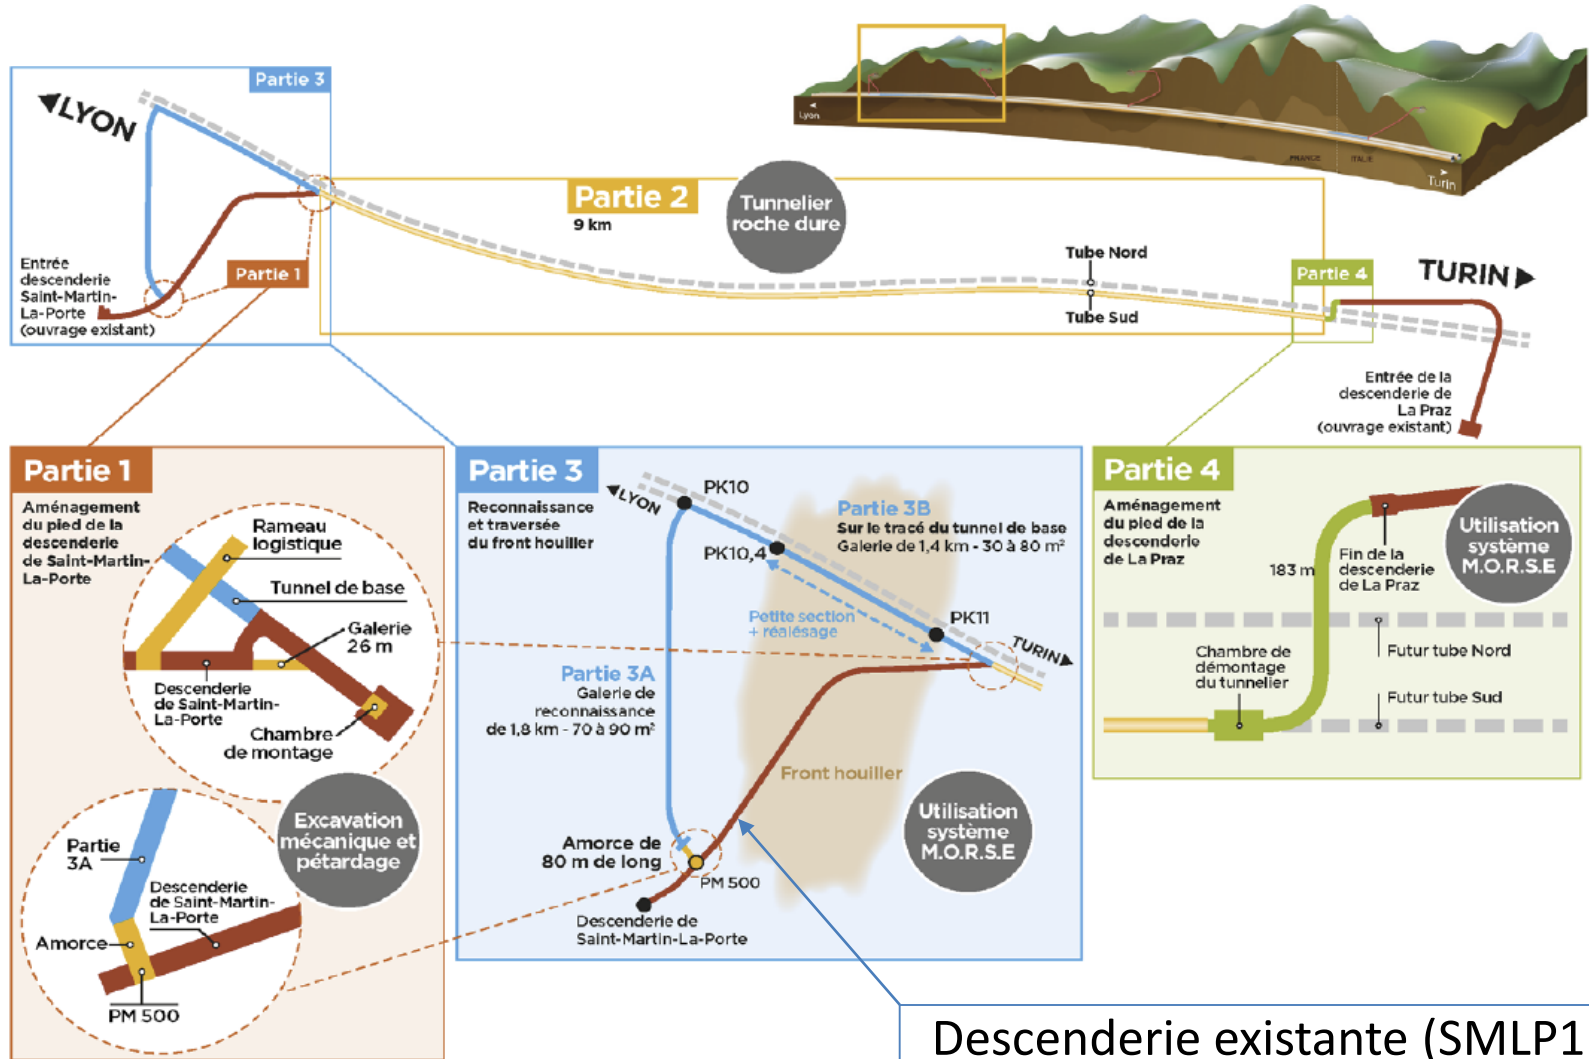 Partie 3
LYON
Entrée
descenderie
Saint-Martin-
La-Porte
(ouvrage existant)
Partie 1
Partie 2
9 km
Tunnelier
roche dure
Tube Nord
Tube Sud
Partie 4
TURIN
Entrée de la
descenderie de
La Praz
(ouvrage existant)
Lyon
FRANCE
ITALIE
Turin
Partie 1
Aménagement
du pied de la
descenderie
de Saint-Martin-
La-Porte
Rameau
logistique
Tunnel de base
Galerie
26 m
Descenderie
de Saint-Martin-
La-Porte
Chambre
de montage
Excavation
mécanique et
pétardage
Partie
3A
Descenderie
de Saint-Martin-
La-Porte
Amorce
PM 500
Partie 3
Reconnaissance
et traversée
du front houiller
LYON
PK10
PK10,4
Partie 3B
Sur le tracé du tunnel de base
Galerie de 1,4 km - 30 à 80 m²
Petite section
+ réalésage
PK11
TURIN
Partie 3A
Galerie de
reconnaissance
de 1,8 km - 70 à 90 m²
Front houiller
Utilisation
système
M.O.R.S.E
Amorce de
80 m de long
PM 500
Descenderie de
Saint-Martin-La-Porte
Partie 4
Aménagement
du pied de la
descenderie
de La Praz
183 m
Fin de la
descenderie
de La Praz
Utilisation
système
M.O.R.S.E
Futur tube Nord
Chambre de
démontage
du tunnelier
Futur tube Sud
Descenderie existante (SMLP1